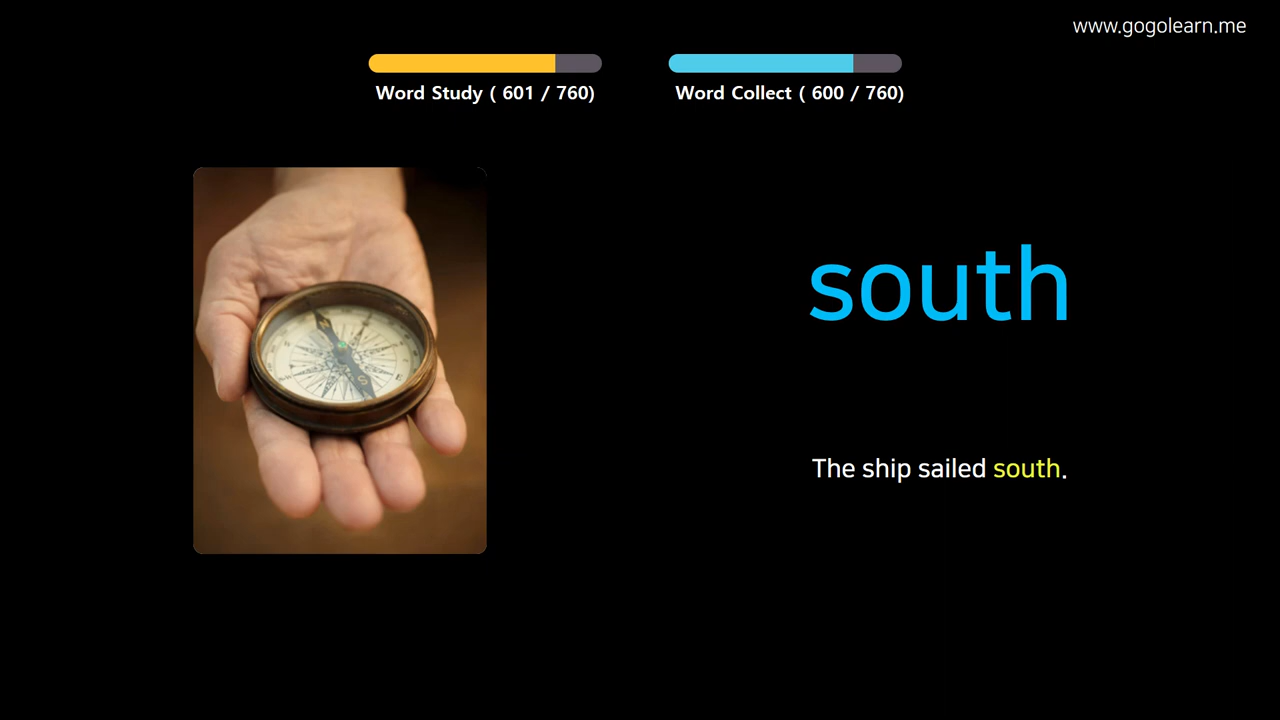 www.gogolearn.me
Word Study ( 601 / 760)
Word Collect ( 600 / 760)
south
The ship sailed south.